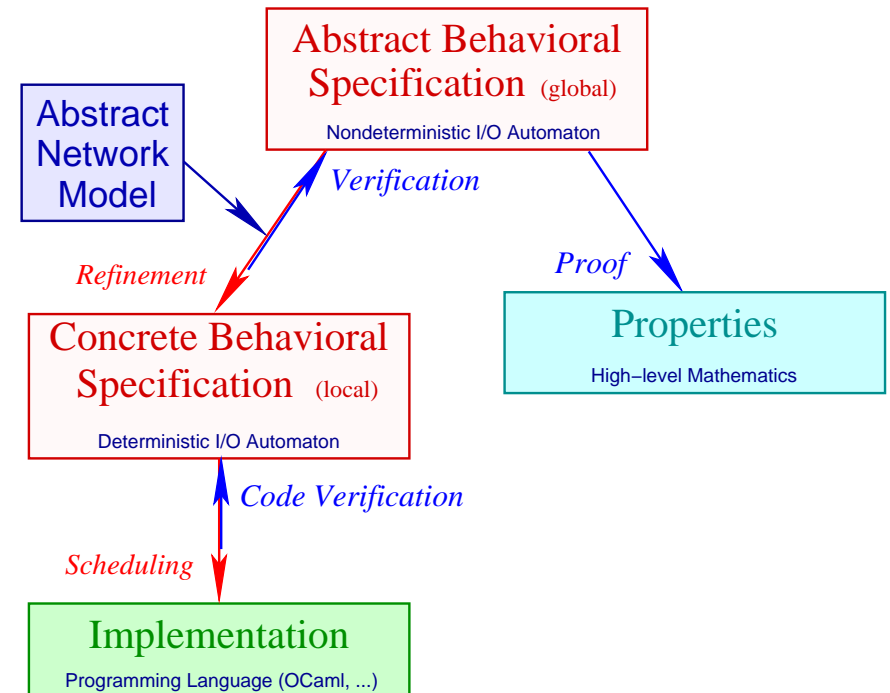 Abstract Behavioral
Specification (global)
Nondeterministic I/O Automaton
Abstract
Network
Model
Verification
Refinement
Proof
Concrete Behavioral
Specification (local)
Deterministic I/O Automaton
Properties
High−level Mathematics
Code Verification
Scheduling
Implementation
Programming Language (OCaml, ...)